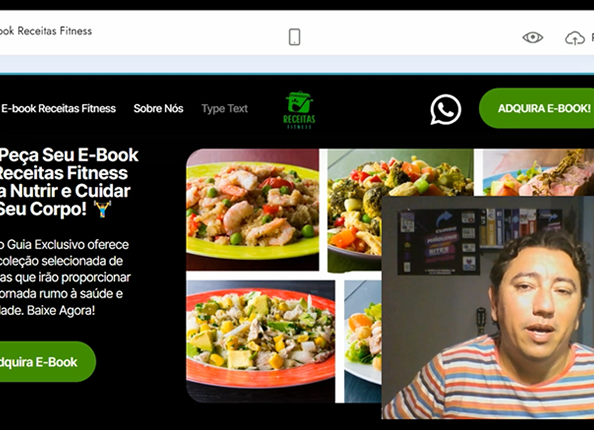 ook Receitas Fitness
E-book Receitas Fitness
Sobre Nós
Type Text
RECEITAS
FITNESS
ADQUIRA E-BOOK!
Peça Seu E-Book
Receitas Fitness
a Nutrir e Cuidar
Seu Corpo!
o Guia Exclusivo oferece
coleção selecionada de
as que irão proporcionar
ornada rumo à saúde e
dade. Baixe Agora!
dquira E-Book